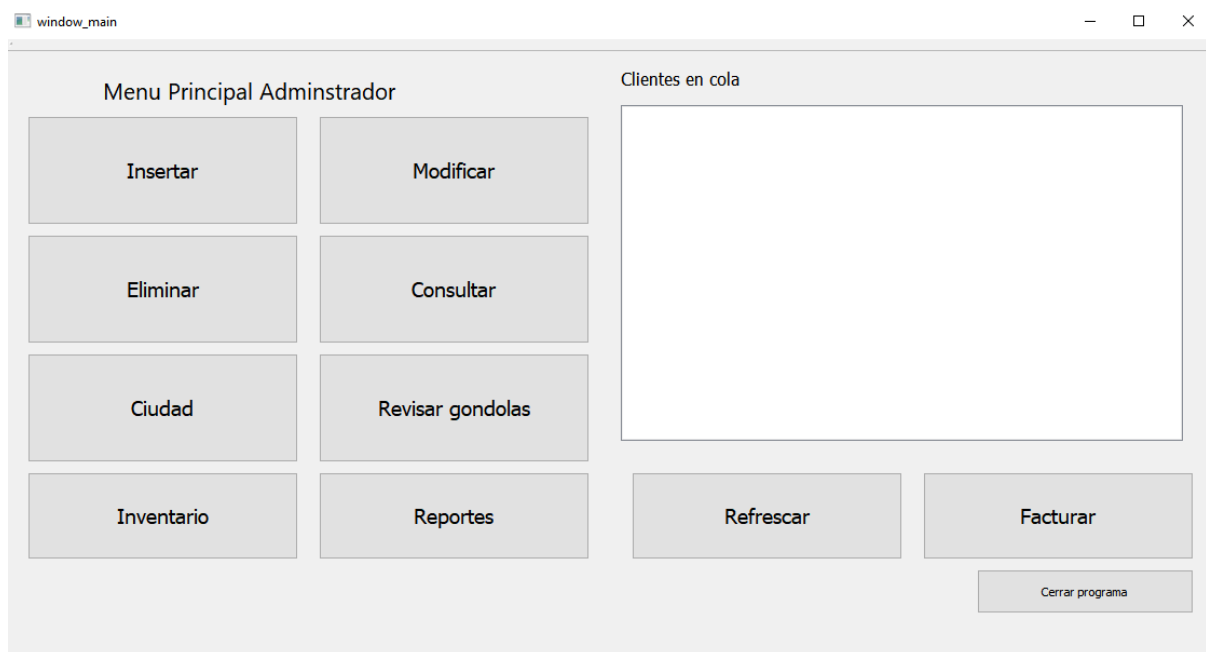 window_main
Menu Principal Adminstrador
Clientes en cola
Insertar
Modificar
Eliminar
Consultar
Ciudad
Revisar gondolas
Inventario
Reportes
Refrescar
Facturar
Cerrar programa